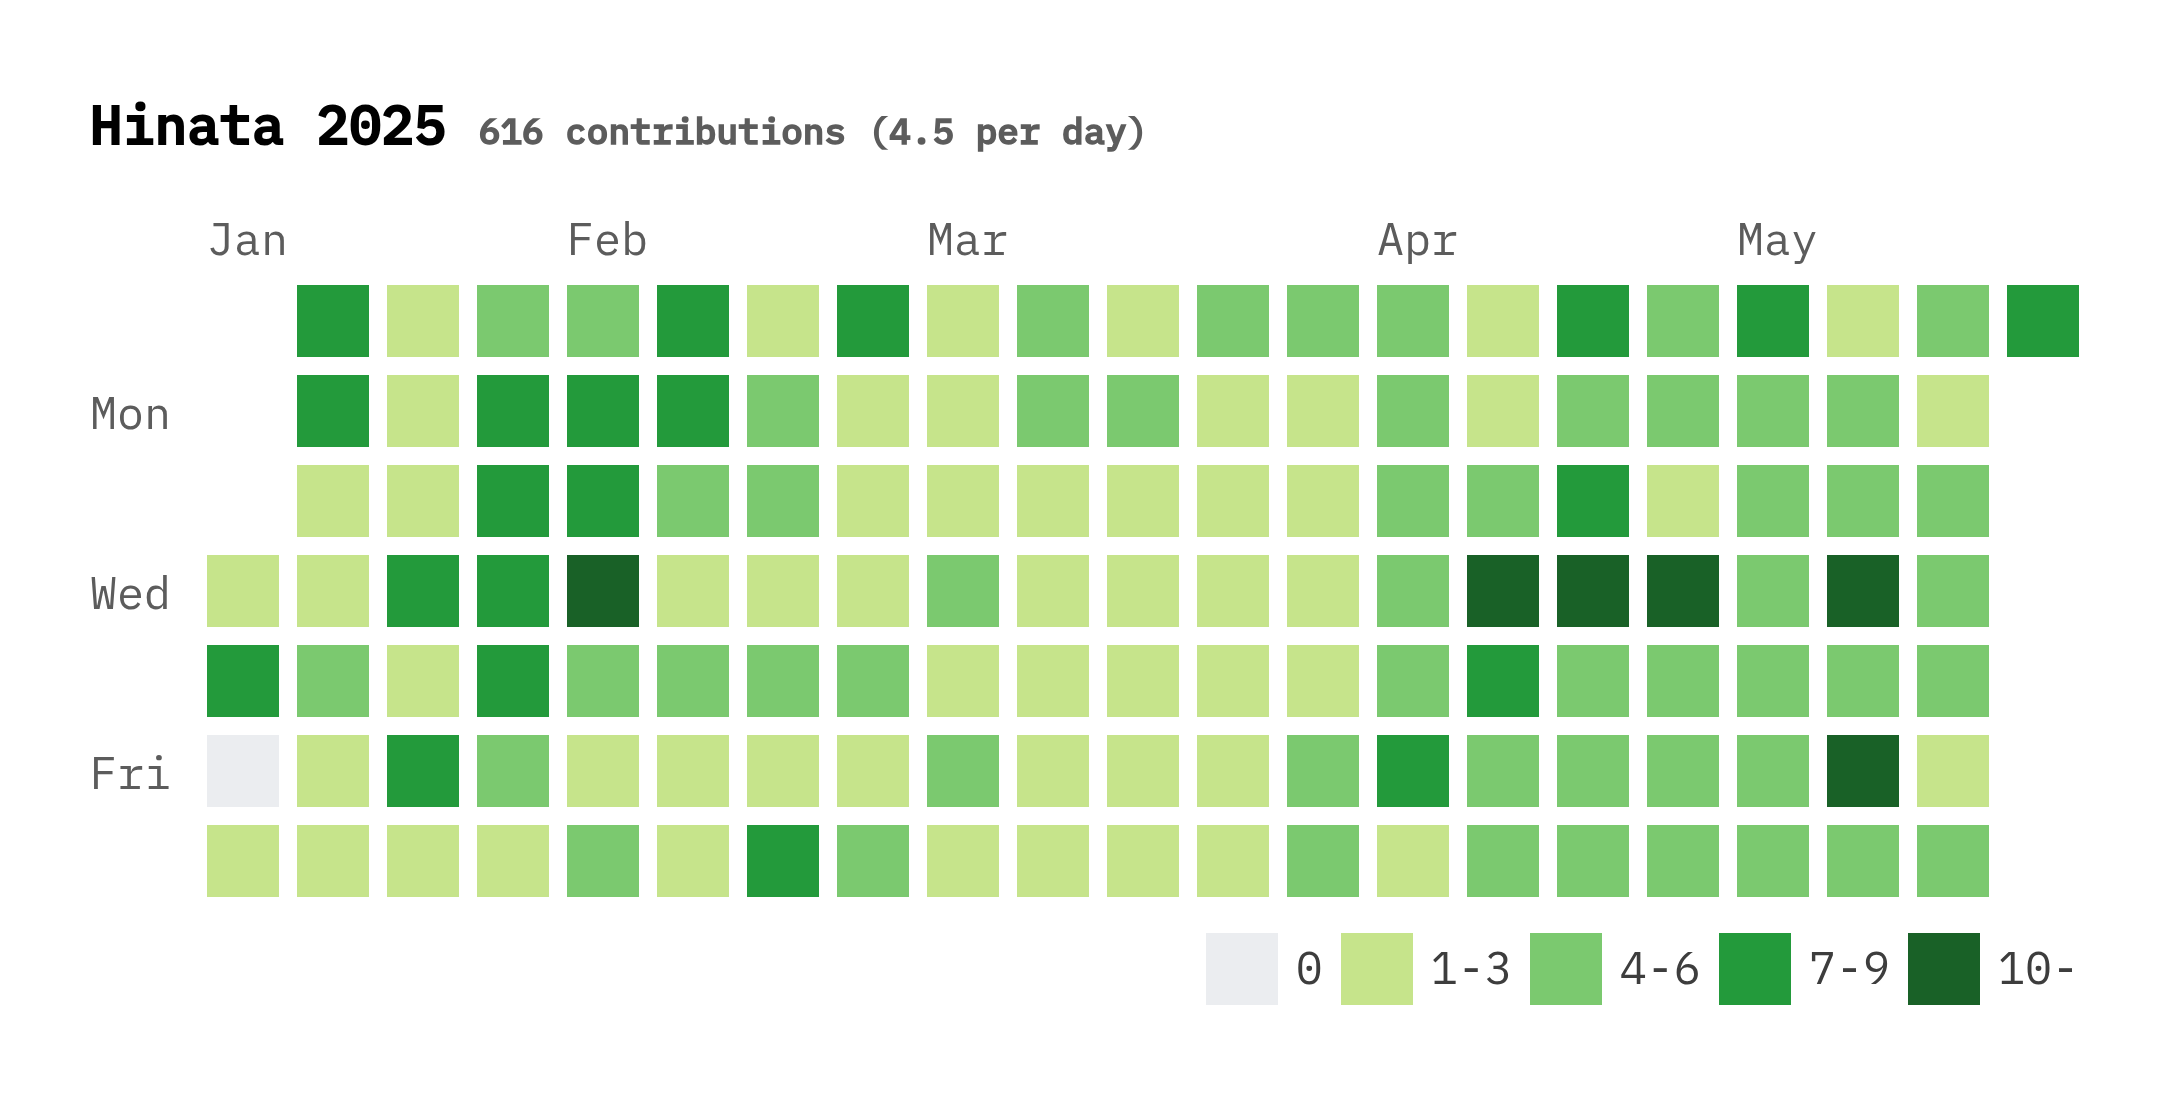 Hinata 2025 616 contributions (4.5 per day)
Jan Feb Mar Apr May
Mon
Wed
Fri
0 1-3 4-6 7-9 10-